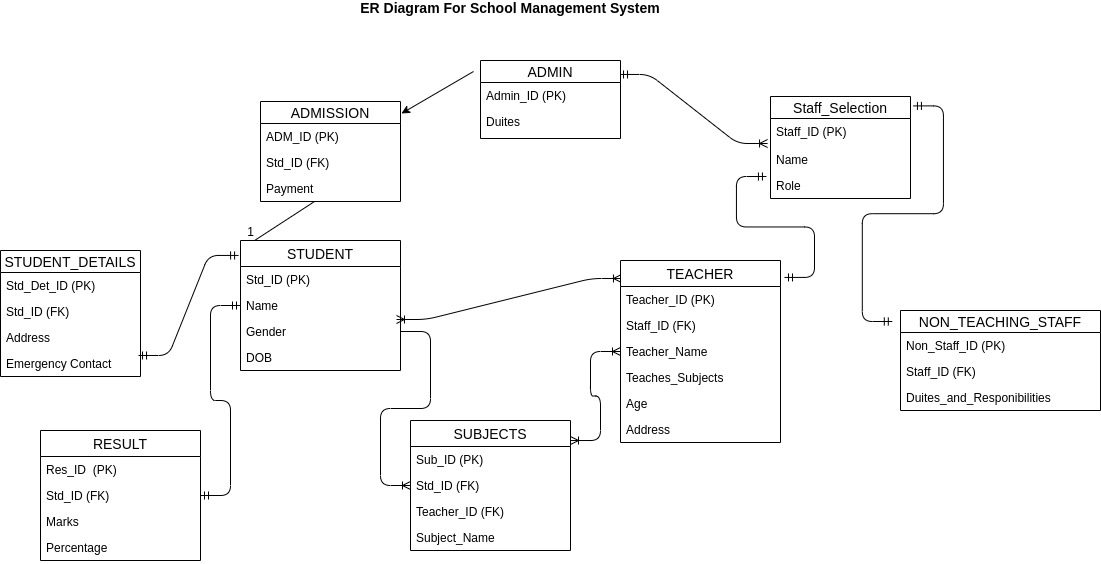 ER Diagram For School Management System
ADMIN
Admin_ID (PK)
Duites
ADMISSION
ADM_ID (PK)
Std_ID (FK)
Payment
Staff_Selection
Staff_ID (PK)
Name
Role
1
STUDENT
Std_ID (PK)
Name
Gender
DOB
STUDENT_DETAILS
Std_Det_ID (PK)
Std_ID (FK)
Address
Emergency Contact
TEACHER
Teacher_ID (PK)
Staff_ID (FK)
Teacher_Name
Teaches_Subjects
Age
Address
NON_TEACHING_STAFF
Non_Staff_ID (PK)
Staff_ID (FK)
Duites_and_Responibilities
RESULT
Res_ID  (PK)
Std_ID (FK)
Marks
Percentage
SUBJECTS
Sub_ID (PK)
Std_ID (FK)
Teacher_ID (FK)
Subject_Name